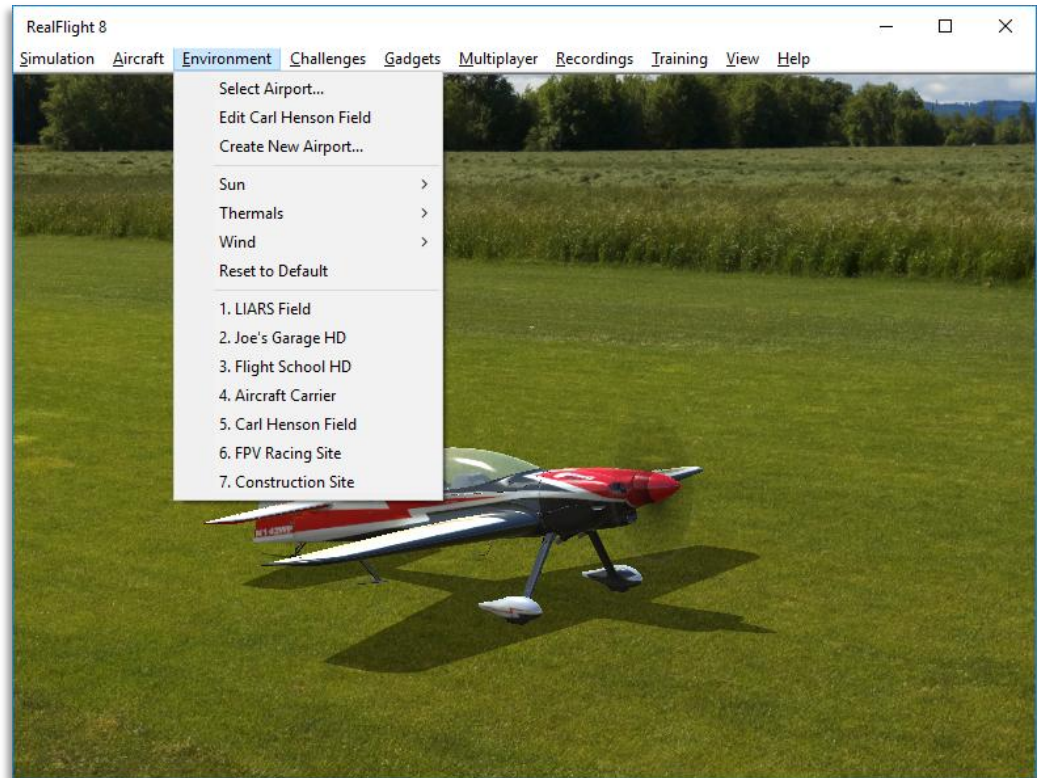 RealFlight 8
Simulation Aircraft Environment Challenges Gadgets Multiplayer Recordings Training View Help
Select Airport...
Edit Carl Henson Field
Create New Airport...
Sun
Thermals
Wind
Reset to Default
1. LIARS Field
2. Joe's Garage HD
3. Flight School HD
4. Aircraft Carrier
5. Carl Henson Field
6. FPV Racing Site
7. Construction Site